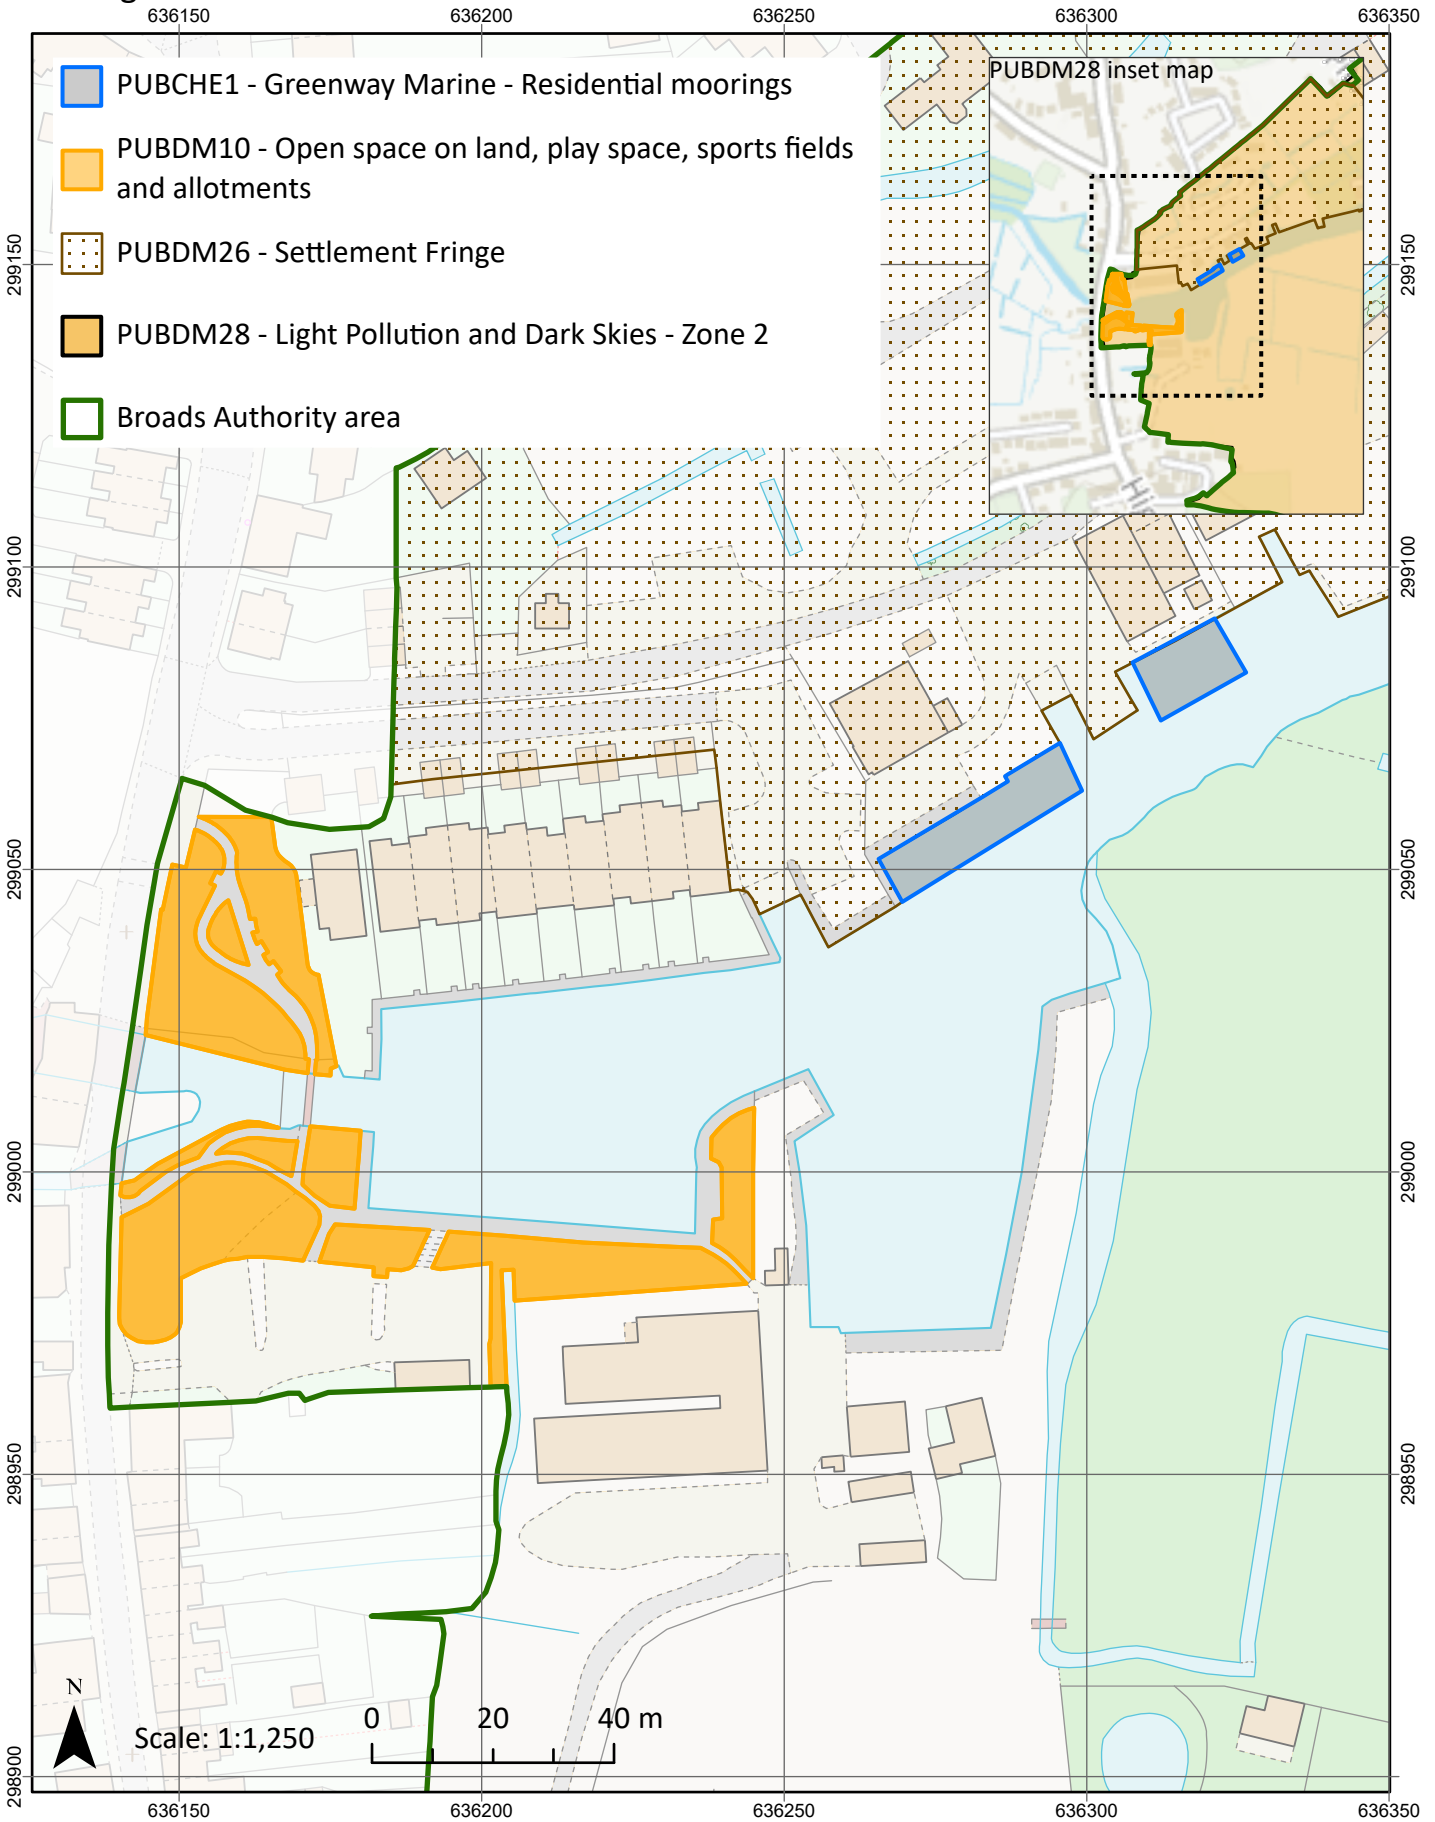 636150 636200 636250 636300 636350
PUBCHE1 - Greenway Marine - Residential moorings
PUBDM10 - Open space on land, play space, sports fields
and allotments
PUBDM26 - Settlement Fringe
PUBDM28 - Light Pollution and Dark Skies - Zone 2
Broads Authority area
PUBDM28 inset map
299150 299150
299100 299100
299050 299050
299000 299000
298950 298950
298900 298900
N
Scale: 1:1,250
0 20 40 m
636150 636200 636250 636300 636350